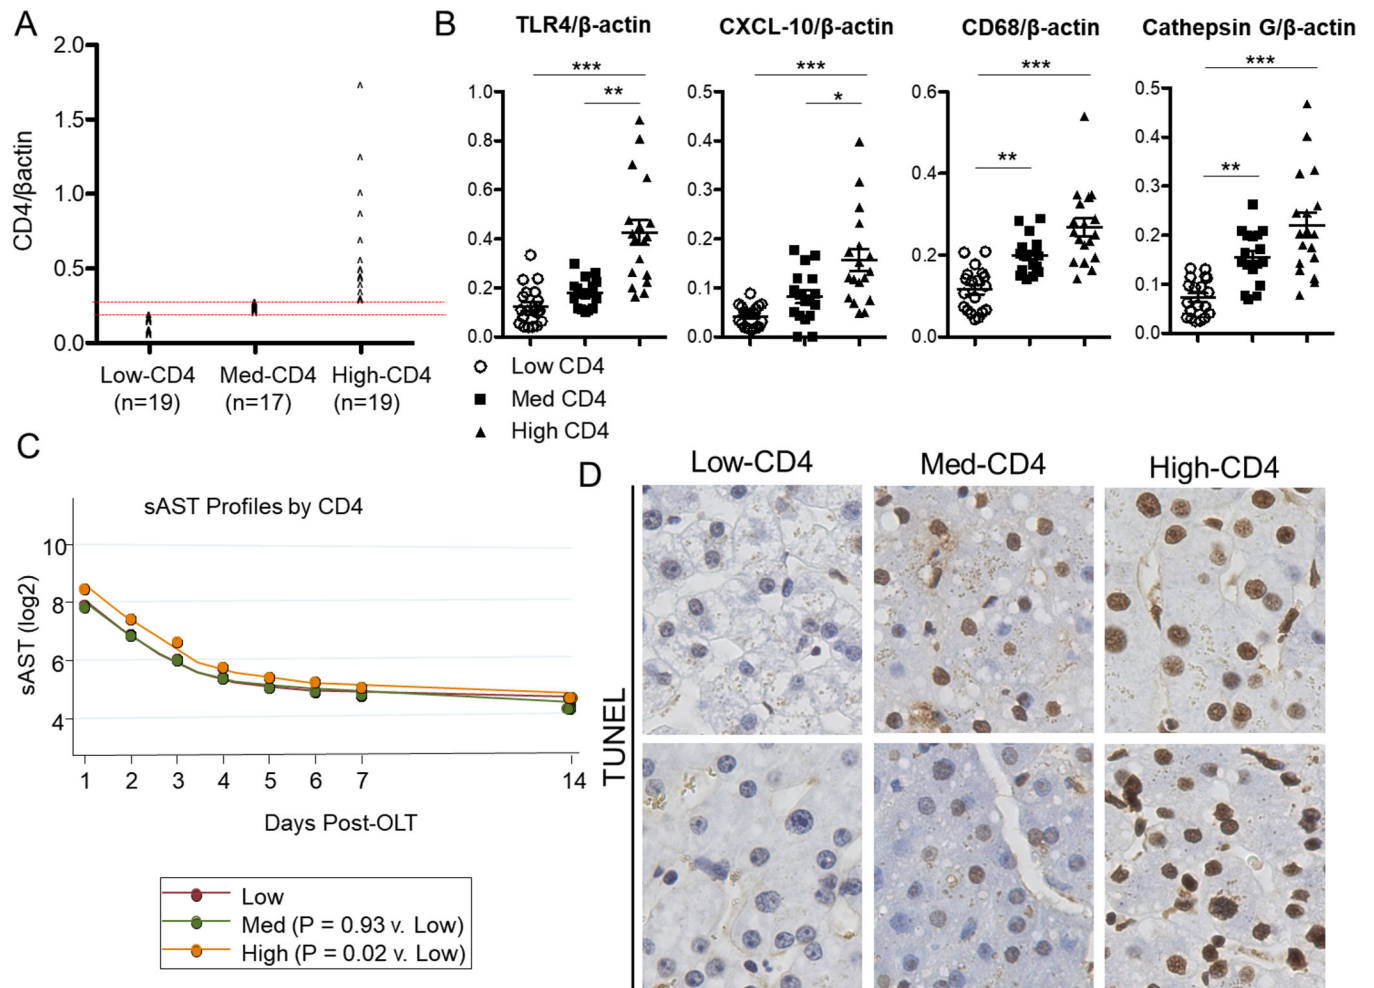 A
CD4/βactin
2.0
1.5
1.0
0.5
0.0
Low-CD4
(n=19)
Med-CD4
(n=17)
High-CD4
(n=19)
B
TLR4/β-actin
***
**
1.0
0.8
0.6
0.4
0.2
0.0
CXCL-10/β-actin
***
*
0.5
0.4
0.3
0.2
0.1
0.0
CD68/β-actin
***
**
0.6
0.4
0.2
0.0
Cathepsin G/β-actin
***
**
0.5
0.4
0.3
0.2
0.1
0.0
Low CD4
Med CD4
High CD4
C
sAST Profiles by CD4
sAST (log2)
10
8
6
4
1 2 3 4 5 6 7 14
Days Post-OLT
Low
Med (P = 0.93 v. Low)
High (P = 0.02 v. Low)
D
Low-CD4
Med-CD4
High-CD4
TUNEL